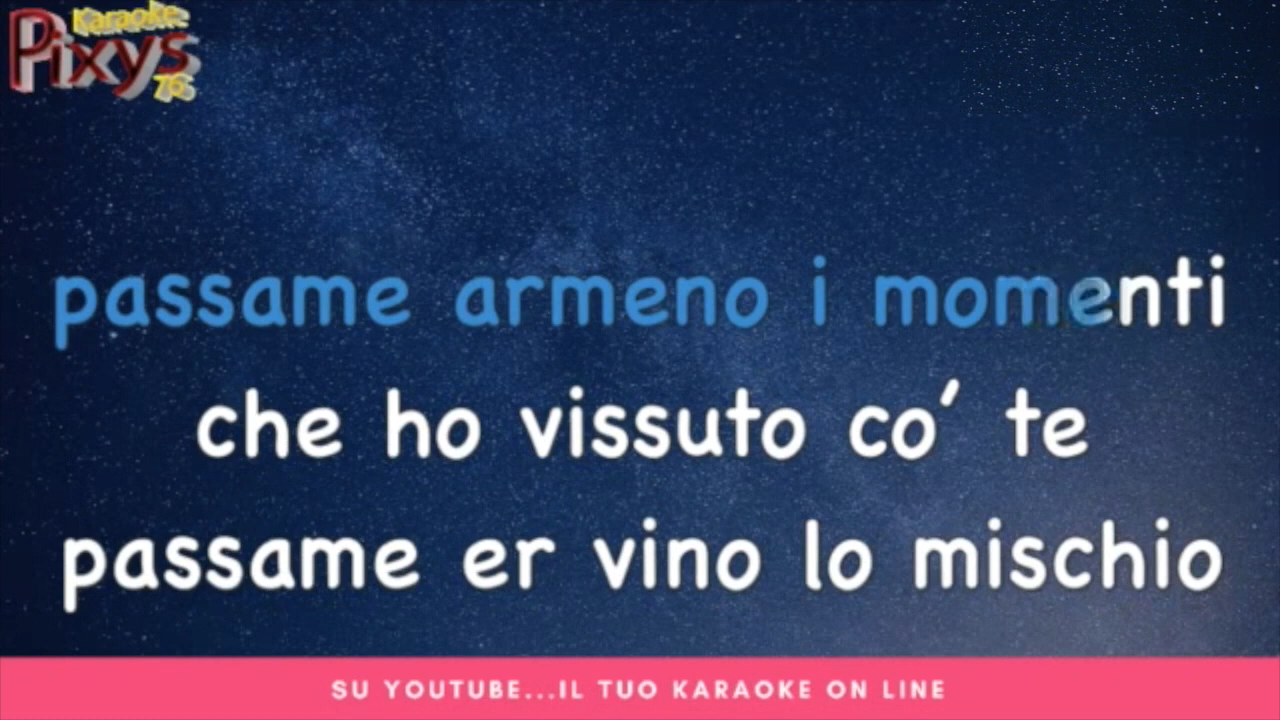 Karaoke
Pixys
76
passame armeno i momenti
che ho vissuto co’ te
passame er vino lo mischio
SU YOUTUBE...IL TUO KARAOKE ON LINE